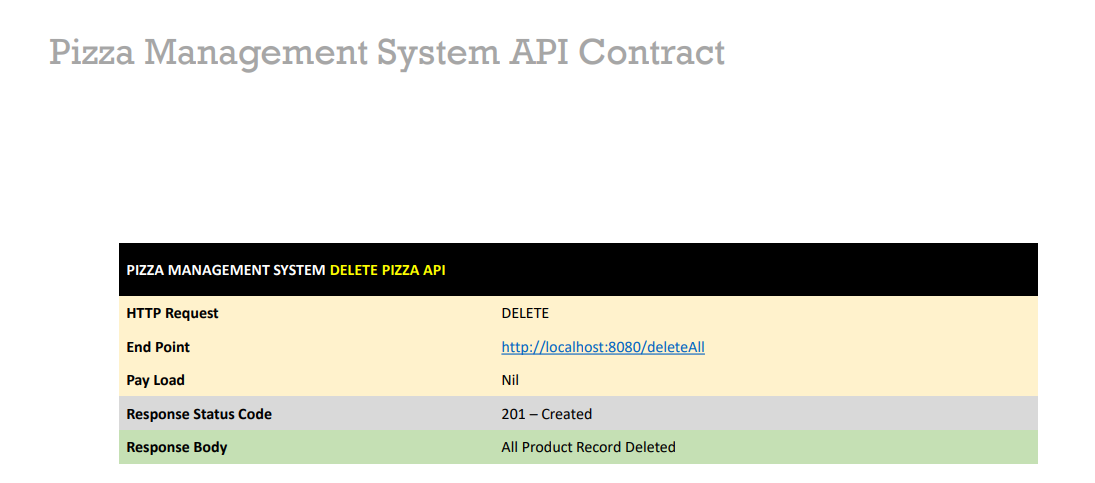 Pizza Management System API Contract
PIZZA MANAGEMENT SYSTEM DELETE PIZZA API
HTTP Request DELETE
End Point http://localhost:8080/deleteAll
Pay Load Nil
Response Status Code 201 – Created
Response Body All Product Record Deleted